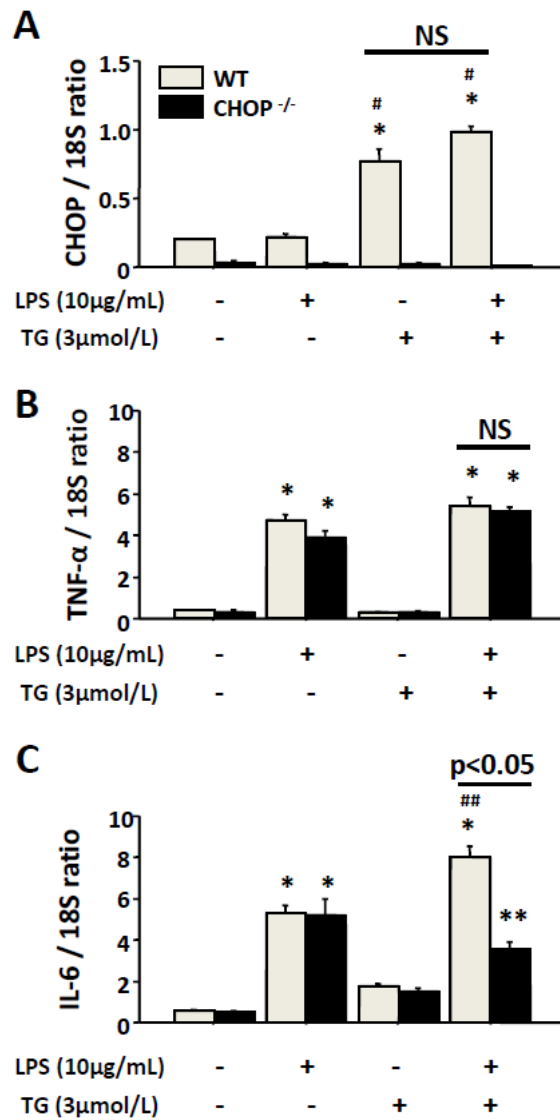 A
NS
1.5
WT
CHOP -/-
#
*
#
*
1.0
0.5
0
CHOP / 18S ratio
LPS (10μg/mL) - + - +
TG (3μmol/L) - - + +
B
10
NS
8
* * * *
6
4
2
0
TNF-α / 18S ratio
LPS (10μg/mL) - + - +
TG (3μmol/L) - - + +
C
p<0.05
10
##
8
* * * **
6
4
2
0
IL-6 / 18S ratio
LPS (10μg/mL) - + - +
TG (3μmol/L) - - + +